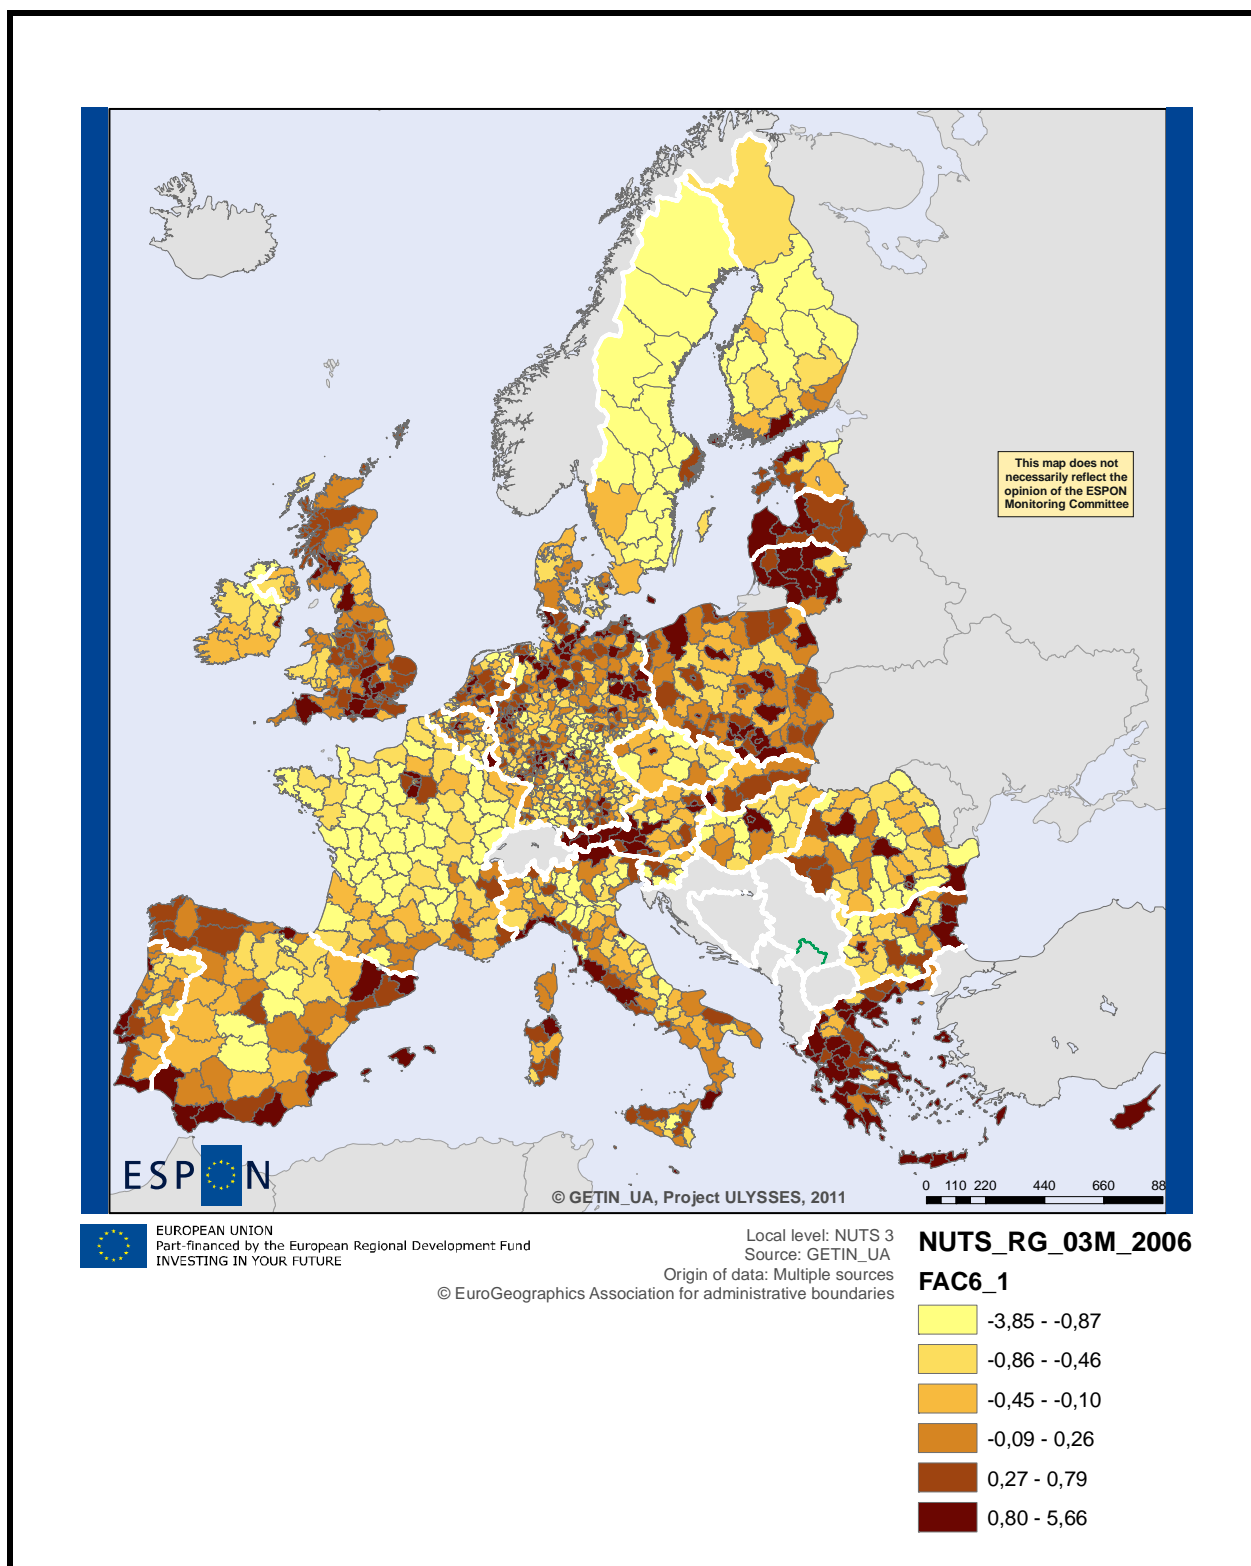 This map does not
necessarily reflect the
opinion of the ESPON
Monitoring Committee
ESPON
© GETIN_UA, Project ULYSSES, 2011
0 110 220 440 660 88
EUROPEAN UNION
Part-financed by the European Regional Development Fund
INVESTING IN YOUR FUTURE
Local level: NUTS 3
Source: GETIN_UA
Origin of data: Multiple sources
© EuroGeographics Association for administrative boundaries
NUTS_RG_03M_2006
FAC6_1
-3,85 - -0,87
-0,86 - -0,46
-0,45 - -0,10
-0,09 - 0,26
0,27 - 0,79
0,80 - 5,66